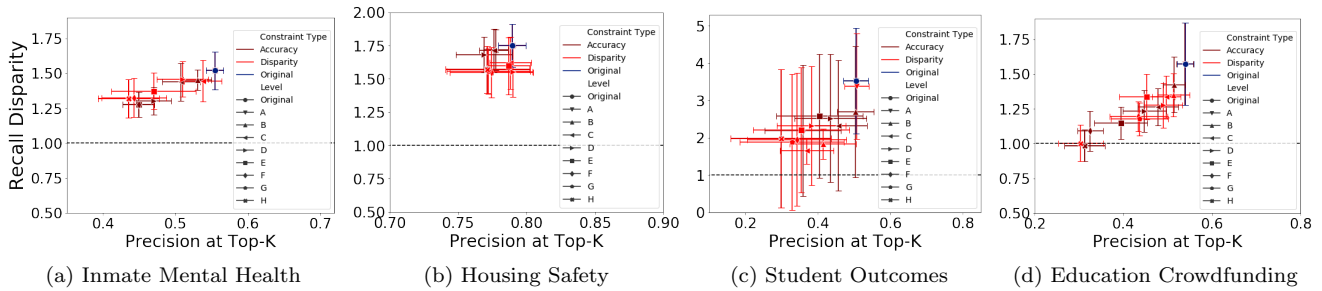 Recall Disparity
1.75
1.50
1.25
1.00
0.75
0.50
0.4
0.5
0.6
0.7
Precision at Top-K
Constraint Type
Accuracy
Disparity
Original
Level
Original
A
B
C
D
E
F
G
H
(a) Inmate Mental Health
2.00
1.75
1.50
1.25
1.00
0.75
0.50
0.70
0.75
0.80
0.85
0.90
Precision at Top-K
Constraint Type
Accuracy
Disparity
Original
Level
Original
A
B
C
D
E
F
G
H
(b) Housing Safety
5
4
3
2
1
0
0.2
0.4
0.6
0.8
Precision at Top-K
Constraint Type
Accuracy
Disparity
Original
Level
Original
A
B
C
D
E
F
G
H
(c) Student Outcomes
1.75
1.50
1.25
1.00
0.75
0.50
0.2
0.4
0.6
0.8
Precision at Top-K
Constraint Type
Accuracy
Disparity
Original
Level
Original
A
B
C
D
E
F
G
H
(d) Education Crowdfunding